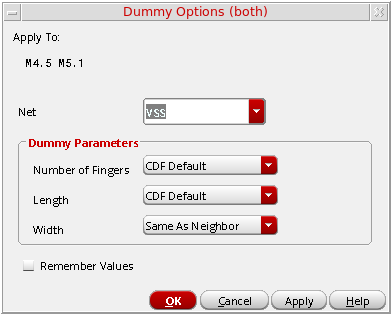 Dummy Options (both)
Apply To:
M4.5 M5.1
Net
vss
Dummy Parameters
Number of Fingers
CDF Default
Length
CDF Default
Width
Same As Neighbor
Remember Values
OK
Cancel
Apply
Help